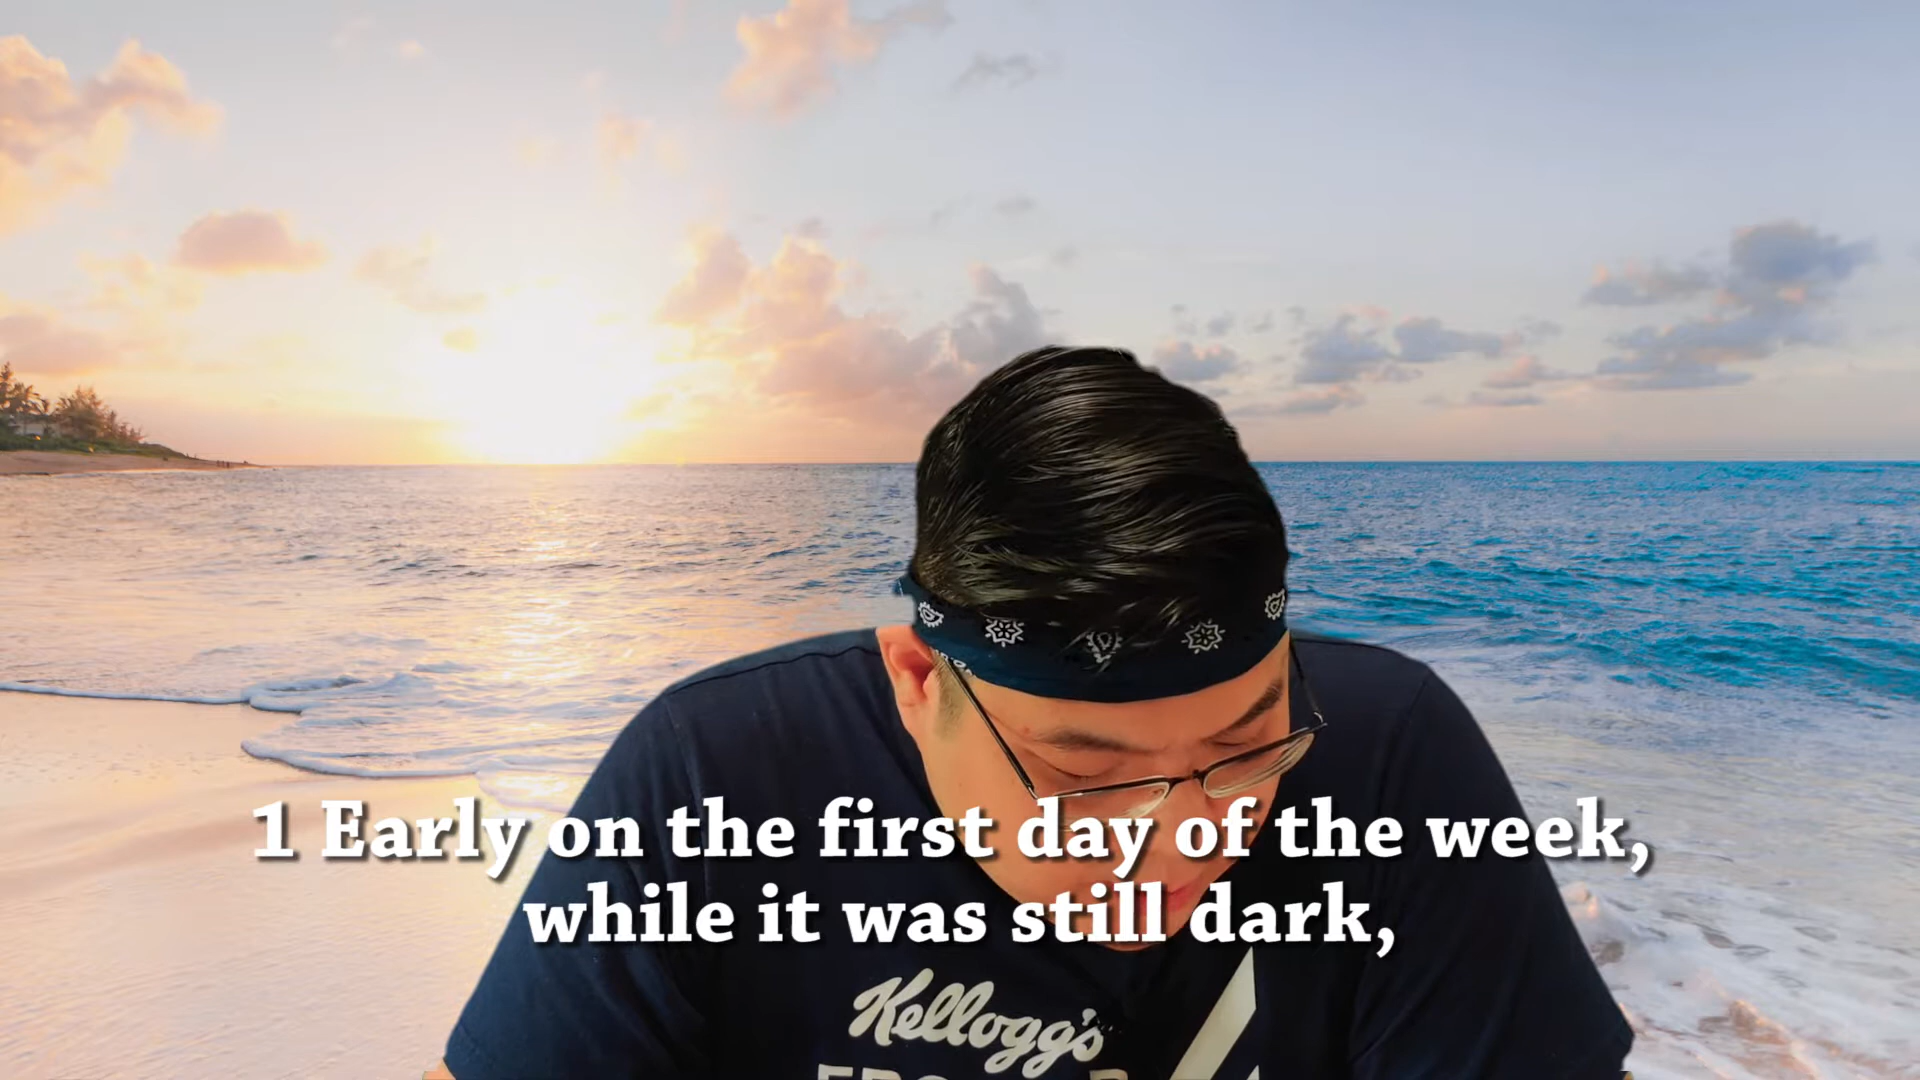 1 Early on the first day of the week,
while it was still dark,
Kellogg's